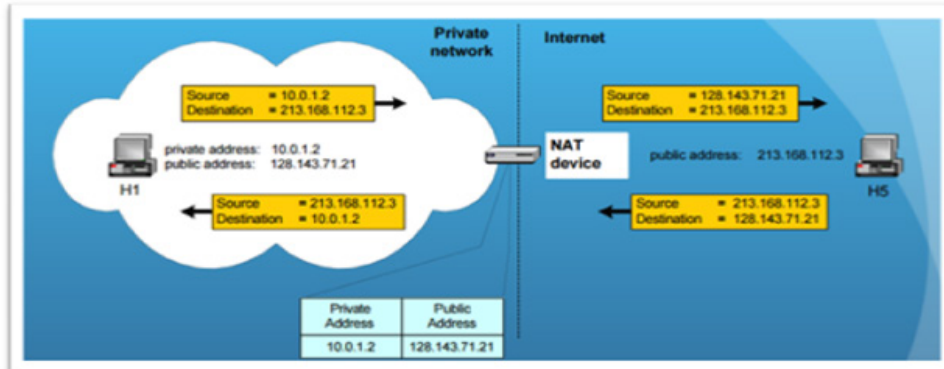 Private network
Internet
Source = 10.0.1.2
Destination = 213.168.112.3
Source = 128.143.71.21
Destination = 213.168.112.3
private address: 10.0.1.2
public address: 128.143.71.21
H1
NAT device
public address: 213.168.112.3
H5
Source = 213.168.112.3
Destination = 10.0.1.2
Source = 213.168.112.3
Destination = 128.143.71.21
Private Address
Public Address
10.0.1.2
128.143.71.21